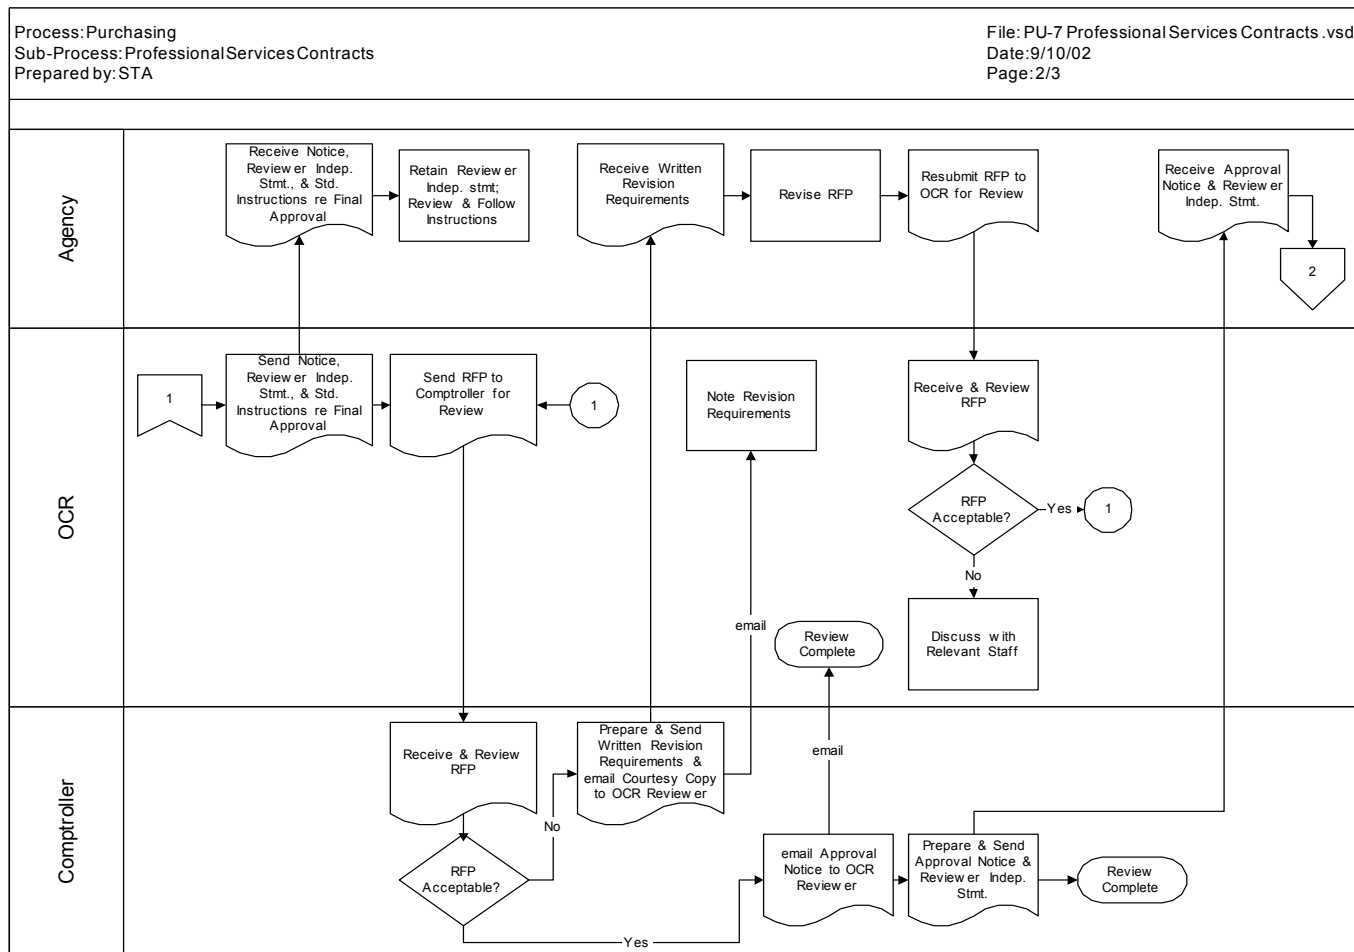 Process: Purchasing
Sub-Process: Professional Services Contracts
Prepared by: STA
File: PU-7 Professional Services Contracts.vsd
Date: 9/10/02
Page: 2/3
Agency
Receive Notice,
Reviewer Indep.
Stmt., & Std.
Instructions re Final
Approval
Retain Reviewer
Indep. stmt;
Review & Follow
Instructions
Receive Written
Revision
Requirements
Revise RFP
Resubmit RFP to
OCR for Review
Receive Approval
Notice & Reviewer
Indep. Stmt.
2
OCR
1
Send Notice,
Reviewer Indep.
Stmt., & Std.
Instructions re Final
Approval
Send RFP to
Comptroller for
Review
1
Note Revision
Requirements
Receive & Review
RFP
RFP
Acceptable?
Yes
1
No
Discuss with
Relevant Staff
email
Review
Complete
Comptroller
Receive & Review
RFP
RFP
Acceptable?
No
Prepare & Send
Written Revision
Requirements &
email Courtesy Copy
to OCR Reviewer
email
Yes
email Approval
Notice to OCR
Reviewer
Prepare & Send
Approval Notice &
Reviewer Indep.
Stmt.
Review
Complete